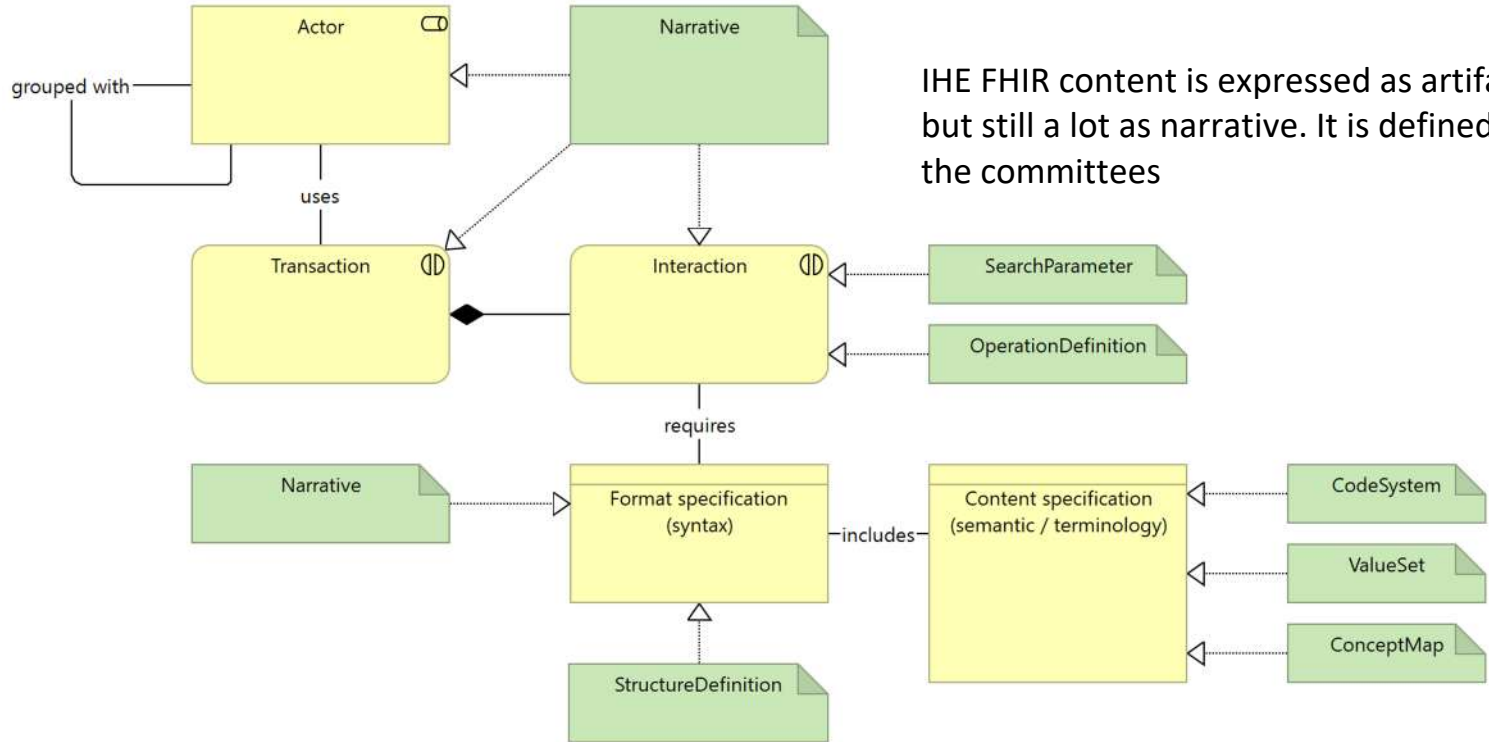 Actor
Narrative
grouped with
IHE FHIR content is expressed as
but still a lot as narrative. It is defined
the committees
uses
Transaction
Interaction
SearchParameter
OperationDefinition
requires
Narrative
Format specification
(syntax)
includes
Content specification
(semantic / terminology)
CodeSystem
ValueSet
ConceptMap
StructureDefinition